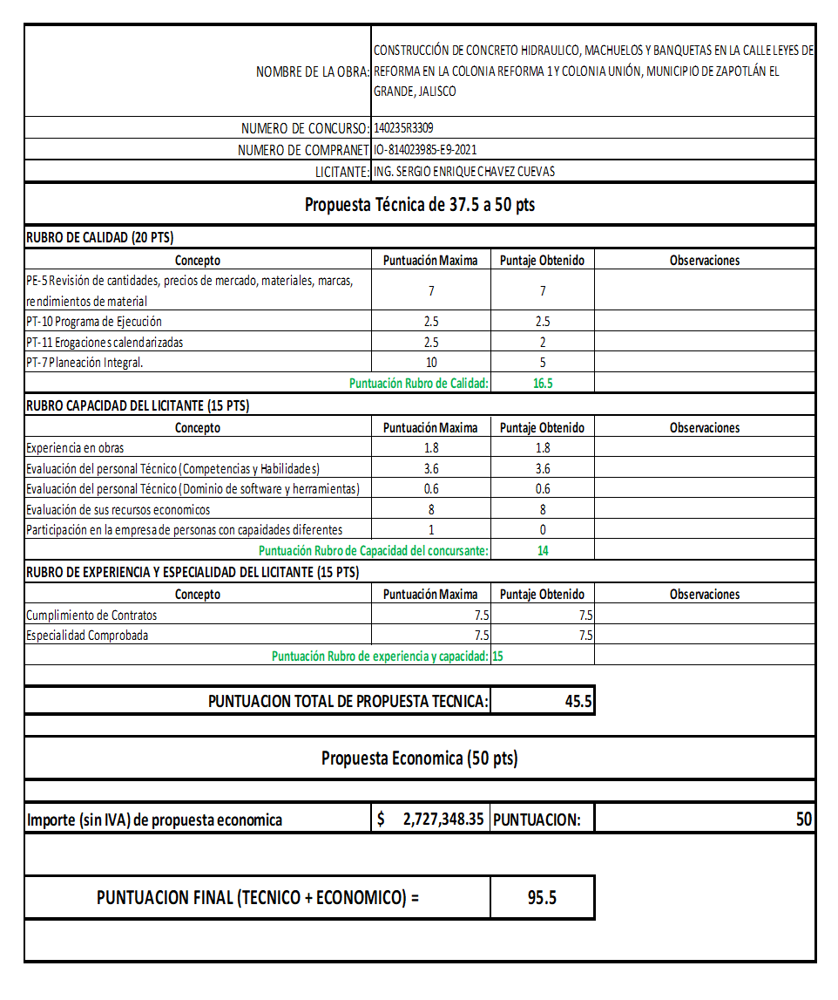 NOMBRE DE LA OBRA:
CONSTRUCCIÓN DE CONCRETO HIDRAULICO, MACHUELOS Y BANQUETAS EN LA CALLE LEYES DE
REFORMA EN LA COLONIA REFORMA 1 Y COLONIA UNIÓN, MUNICIPIO DE ZAPOTLÁN EL
GRANDE, JALISCO
NUMERO DE CONCURSO: 140235R3309
NUMERO DE COMPRANET IO-814023985-E9-2021
LICITANTE: ING. SERGIO ENRIQUE CHAVEZ CUEVAS
Propuesta Técnica de 37.5 a 50 pts
RUBRO DE CALIDAD (20 PTS)
Concepto Puntuación Maxima Puntaje Obtenido Observaciones
PE-5 Revisión de cantidades, precios de mercado, materiales, marcas,
rendimientos de material 7 7
PT-10 Programa de Ejecución 2.5 2.5
PT-11 Erogaciones calendarizadas 2.5 2
PT-7 Planeación Integral. 10 5
Puntuación Rubro de Calidad: 16.5
RUBRO CAPACIDAD DEL LICITANTE (15 PTS)
Concepto Puntuación Maxima Puntaje Obtenido Observaciones
Experiencia en obras 1.8 1.8
Evaluación del personal Técnico (Competencias y Habilidades) 3.6 3.6
Evaluación del personal Técnico (Dominio de software y herramientas) 0.6 0.6
Evaluación de sus recursos economicos 8 8
Participación en la empresa de personas con capaidades diferentes 1 0
Puntuación Rubro de Capacidad del concursante: 14
RUBRO DE EXPERIENCIA Y ESPECIALIDAD DEL LICITANTE (15 PTS)
Concepto Puntuación Maxima Puntaje Obtenido Observaciones
Cumplimiento de Contratos 7.5 7.5
Especialidad Comprobada 7.5 7.5
Puntuación Rubro de experiencia y capacidad: 15
PUNTUACION TOTAL DE PROPUESTA TECNICA: 45.5
Propuesta Economica (50 pts)
Importe (sin IVA) de propuesta economica $ 2,727,348.35 PUNTUACION: 50
PUNTUACION FINAL (TECNICO + ECONOMICO) = 95.5